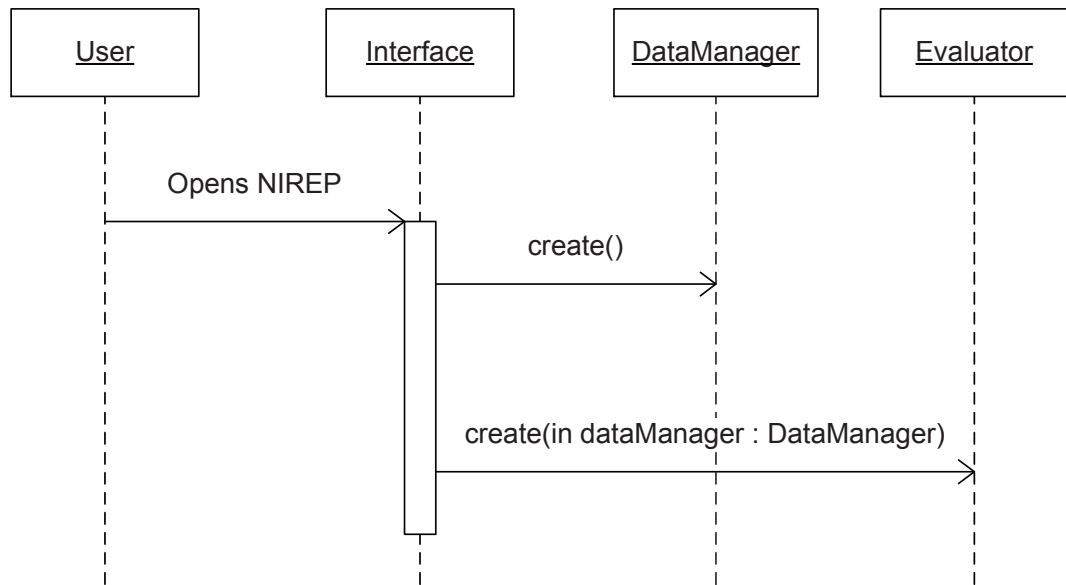 User
Interface
DataManager
Evaluator
Opens NIREP
create()
create(in dataManager : DataManager)